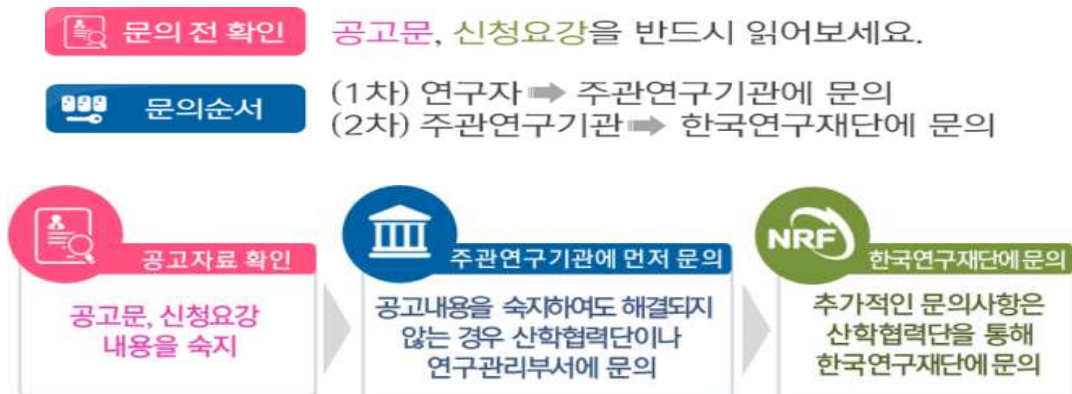 문의 전 확인
공고문, 신청요강을 반드시 읽어보세요.
문의순서
(1차) 연구자 ➡ 주관연구기관에 문의
(2차) 주관연구기관 ➡ 한국연구재단에 문의
공고자료 확인
공고문, 신청요강
내용을 숙지
주관연구기관에 먼저 문의
공고내용을 숙지하여도 해결되지
않는 경우 산학협력단이나
연구관리부서에 문의
NRF
한국연구재단에 문의
추가적인 문의사항은
산학협력단을 통해
한국연구재단에 문의